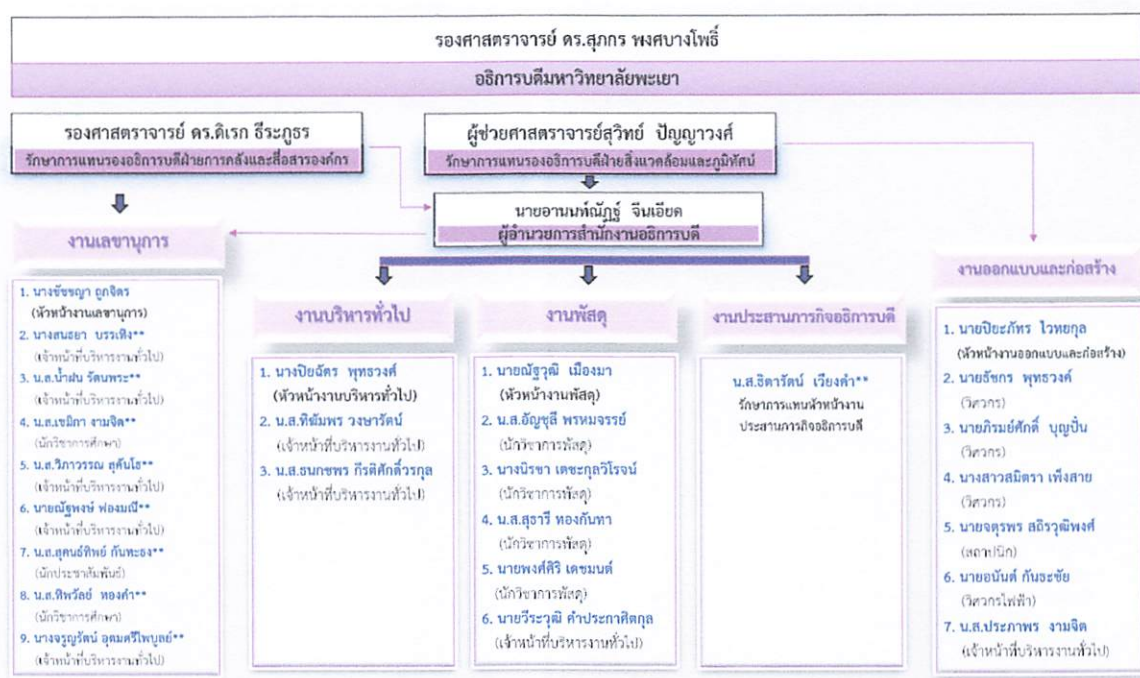 รองศาสตราจารย์ ดร.สุภกร พงศบางโพธิ์
อธิการบดีมหาวิทยาลัยพะเยา
รองศาสตราจารย์ ดร.ดิเรก ธีระภูธร
รักษาการแทนรองอธิการบดีฝ่ายการคลังและสื่อสารองค์กร
ผู้ช่วยศาสตราจารย์สุวิทย์ ปัญญาวงศ์
รักษาการแทนรองอธิการบดีฝ่ายสิ่งแวดล้อมและภูมิทัศน์
นายอานนท์ณัฏฐ์ จีนเอียด
ผู้อำนวยการสำนักงานอธิการบดี
งานเลขานุการ
1. นางชัชชญา ถูกจิตร
(หัวหน้างานเลขานุการ)
2. นางสนธยา บรรเทิง**
(เจ้าหน้าที่บริหารงานทั่วไป)
3. น.ส.น้ำฝน รัตนพระ**
(เจ้าหน้าที่บริหารงานทั่วไป)
4. น.ส.เขมิกา งามจิต**
(นักวิชาการศึกษา)
5. น.ส.วิภาวรรณ สุคันโธ**
(เจ้าหน้าที่บริหารงานทั่วไป)
6. นายณัฐพงษ์ ฟองมณี**
(เจ้าหน้าที่บริหารงานทั่วไป)
7. น.ส.สุคนธ์ทิพย์ กันทะธง**
(นักประชาสัมพันธ์)
8. น.ส.ทิพวัลย์ ทองคำ**
(นักวิชาการศึกษา)
9. นางจรูญรัตน์ อุดมศรีไพบูลย์**
(เจ้าหน้าที่บริหารงานทั่วไป)
งานบริหารทั่วไป
1. นางปิยฉัตร พุทธวงศ์
(หัวหน้างานบริหารทั่วไป)
2. น.ส.ทิฆัมพร วงษารัตน์
(เจ้าหน้าที่บริหารงานทั่วไป)
3. น.ส.ธนกชพร กีรติศักดิ์วรกุล
(เจ้าหน้าที่บริหารงานทั่วไป)
งานพัสดุ
1. นายณัฐวุฒิ เมืองมา
(หัวหน้างานพัสดุ)
2. น.ส.อัญชุลี พรหมจรรย์
(นักวิชาการพัสดุ)
3. นางนิรชา เดชะกุลวิโรจน์
(นักวิชาการพัสดุ)
4. น.ส.สุธารี ทองกันทา
(นักวิชาการพัสดุ)
5. นายพงศ์ศิริ เดชมนต์
(นักวิชาการพัสดุ)
6. นายวีระวุฒิ คำประกาศิตกุล
(เจ้าหน้าที่บริหารงานทั่วไป)
งานประสานภารกิจอธิการบดี
น.ส.ธิดารัตน์ เวียงคำ**
รักษาการแทนหัวหน้างาน
ประสานภารกิจอธิการบดี
งานออกแบบและก่อสร้าง
1. นายปิยะภัทร ไวทยกุล
(หัวหน้างานออกแบบและก่อสร้าง)
2. นายธัชกร พุทธวงค์
(วิศวกร)
3. นายภิรมย์ศักดิ์ บุญปั่น
(วิศวกร)
4. นางสาวสมิตรา เพ็งสาย
(วิศวกร)
5. นายจตุรพร สถิรวุฒิพงศ์
(สถาปนิก)
6. นายอนันต์ กันธะชัย
(วิศวกรไฟฟ้า)
7. น.ส.ประภาพร งามจิต
(เจ้าหน้าที่บริหารงานทั่วไป)